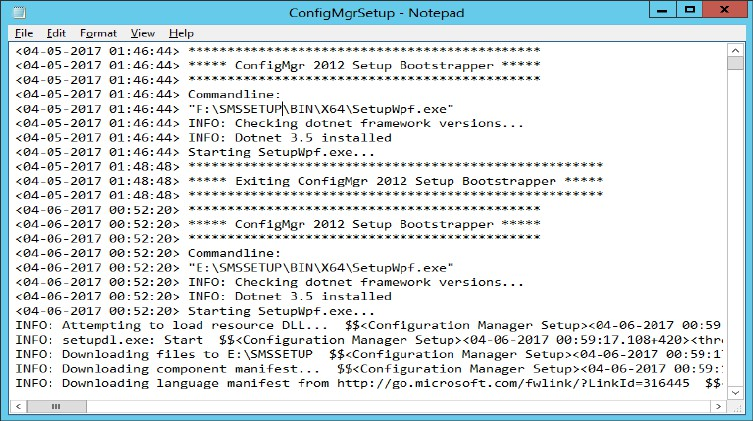 ConfigMgrSetup - Notepad
File Edit Format View Help
<04-05-2017 01:46:44> *********************************************
<04-05-2017 01:46:44> ***** ConfigMgr 2012 Setup Bootstrapper *****
<04-05-2017 01:46:44> *********************************************
<04-05-2017 01:46:44> Commandline:
<04-05-2017 01:46:44> "F:\SMSSETUP\BIN\X64\SetupWpf.exe"
<04-05-2017 01:46:44> INFO: Checking dotnet framework versions...
<04-05-2017 01:46:44> INFO: Dotnet 3.5 installed
<04-05-2017 01:46:44> Starting SetupWpf.exe...
<04-05-2017 01:48:48> *****************************************************
<04-05-2017 01:48:48> ***** Exiting ConfigMgr 2012 Setup Bootstrapper *****
<04-05-2017 01:48:48> *****************************************************
<04-06-2017 00:52:20> *********************************************
<04-06-2017 00:52:20> ***** ConfigMgr 2012 Setup Bootstrapper *****
<04-06-2017 00:52:20> *********************************************
<04-06-2017 00:52:20> Commandline:
<04-06-2017 00:52:20> "E:\SMSSETUP\BIN\X64\SetupWpf.exe"
<04-06-2017 00:52:20> INFO: Checking dotnet framework versions...
<04-06-2017 00:52:20> INFO: Dotnet 3.5 installed
<04-06-2017 00:52:20> Starting SetupWpf.exe...
INFO: Attempting to load resource DLL... $$<Configuration Manager Setup><04-06-2017 00:59
INFO: setupdl.exe: Start $$<Configuration Manager Setup><04-06-2017 00:59:17.108+420><thre
INFO: Downloading files to E:\SMSSETUP $$<Configuration Manager Setup><04-06-2017 00:59:1
INFO: Downloading component manifest... $$<Configuration Manager Setup><04-06-2017 00:59:
INFO: Downloading language manifest from http://go.microsoft.com/fwlink/?LinkId=316445 $$